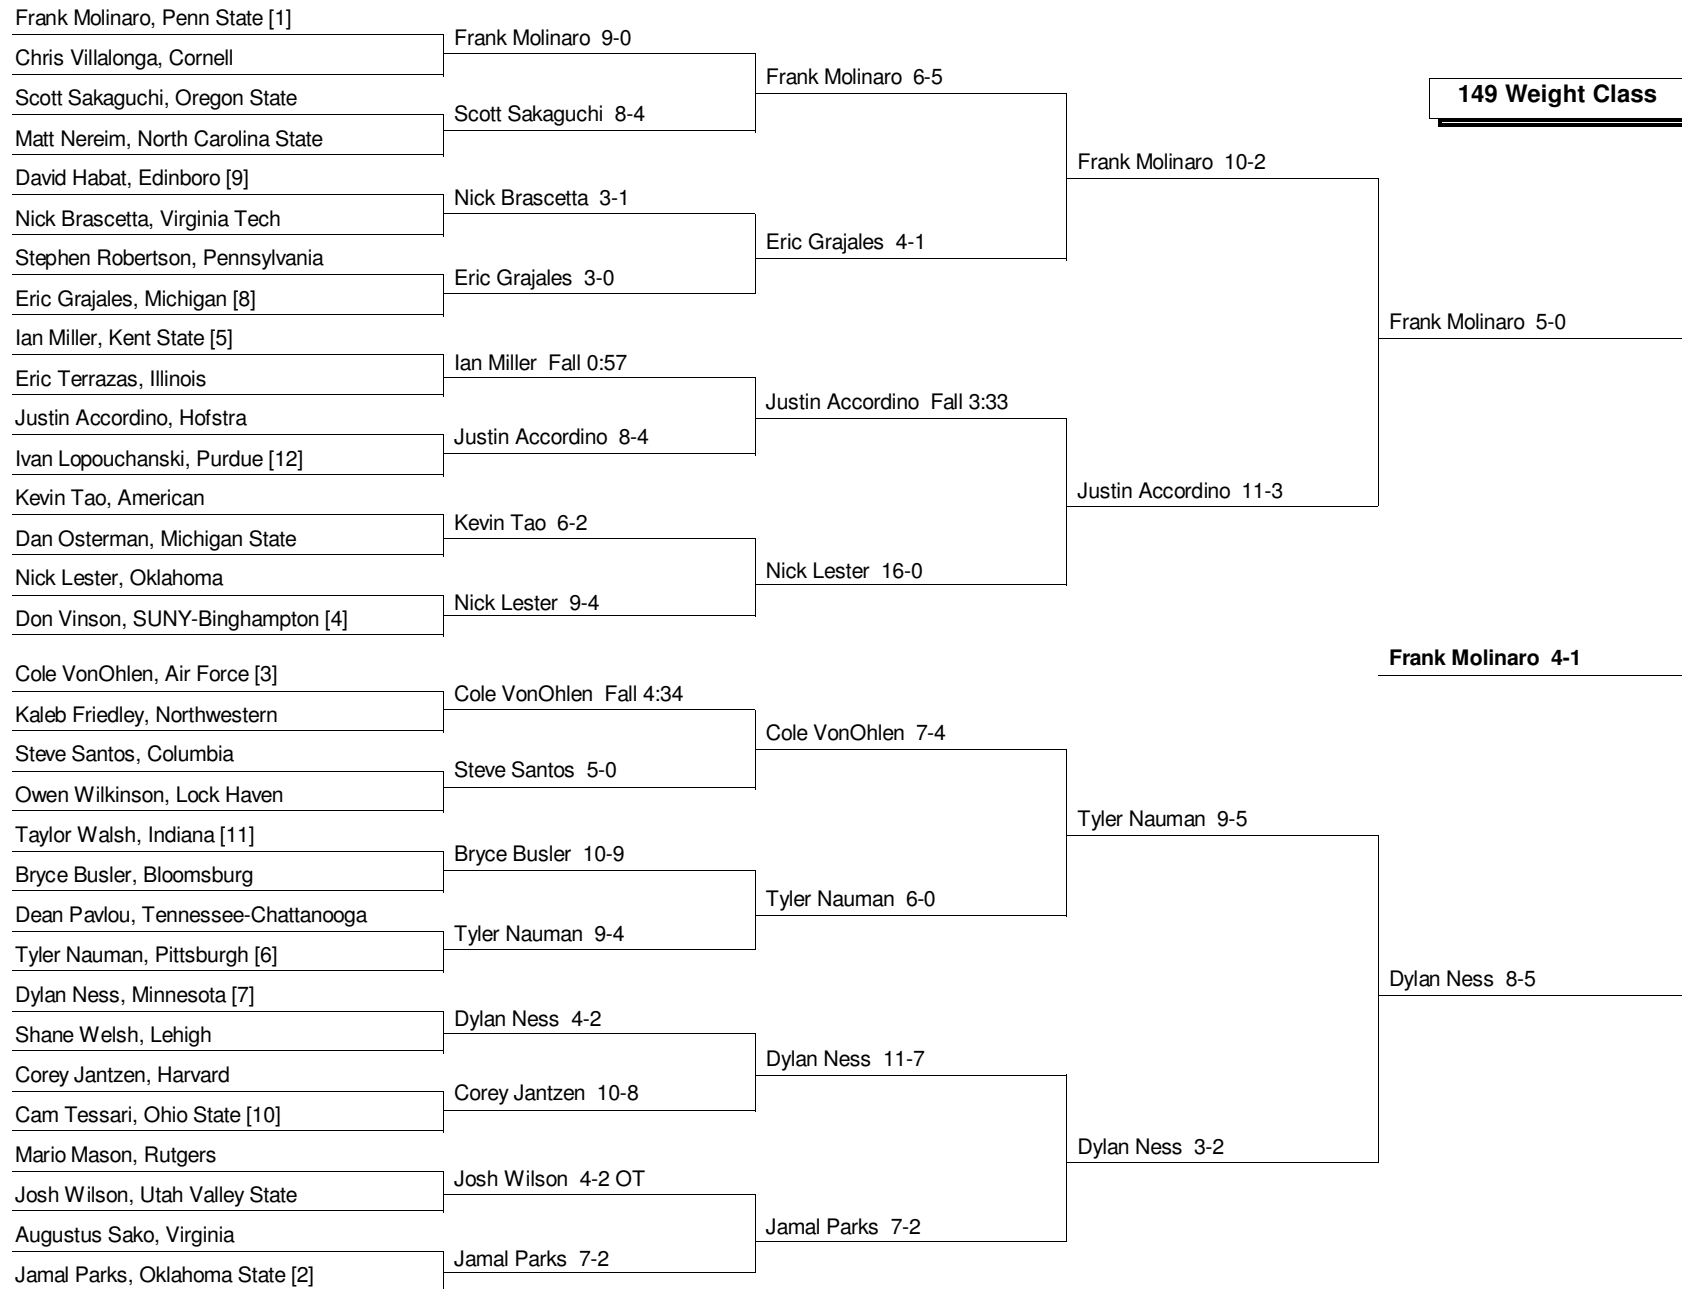 Frank Molinaro, Penn State [1]
Chris Villalonga, Cornell
Scott Sakaguchi, Oregon State
Matt Nereim, North Carolina State
David Habat, Edinboro [9]
Nick Brascetta, Virginia Tech
Stephen Robertson, Pennsylvania
Eric Grajales, Michigan [8]
Ian Miller, Kent State [5]
Eric Terrazas, Illinois
Justin Accordino, Hofstra
Ivan Lopouchanski, Purdue [12]
Kevin Tao, American
Dan Osterman, Michigan State
Nick Lester, Oklahoma
Don Vinson, SUNY-Binghampton [4]
Cole VonOhlen, Air Force [3]
Kaleb Friedley, Northwestern
Steve Santos, Columbia
Owen Wilkinson, Lock Haven
Taylor Walsh, Indiana [11]
Bryce Busler, Bloomsburg
Dean Pavlou, Tennessee-Chattanooga
Tyler Nauman, Pittsburgh [6]
Dylan Ness, Minnesota [7]
Shane Welsh, Lehigh
Corey Jantzen, Harvard
Cam Tessari, Ohio State [10]
Mario Mason, Rutgers
Josh Wilson, Utah Valley State
Augustus Sako, Virginia
Jamal Parks, Oklahoma State [2]
Frank Molinaro 9-0
Scott Sakaguchi 8-4
Nick Brascetta 3-1
Eric Grajales 3-0
Ian Miller Fall 0:57
Justin Accordino 8-4
Kevin Tao 6-2
Nick Lester 9-4
Cole VonOhlen Fall 4:34
Steve Santos 5-0
Bryce Busler 10-9
Tyler Nauman 9-4
Dylan Ness 4-2
Corey Jantzen 10-8
Josh Wilson 4-2 OT
Jamal Parks 7-2
Frank Molinaro 6-5
Eric Grajales 4-1
Justin Accordino Fall 3:33
Nick Lester 16-0
Cole VonOhlen 7-4
Tyler Nauman 6-0
Dylan Ness 11-7
Jamal Parks 7-2
Frank Molinaro 10-2
Justin Accordino 11-3
Tyler Nauman 9-5
Dylan Ness 3-2
149 Weight Class
Frank Molinaro 5-0
Frank Molinaro 4-1
Dylan Ness 8-5